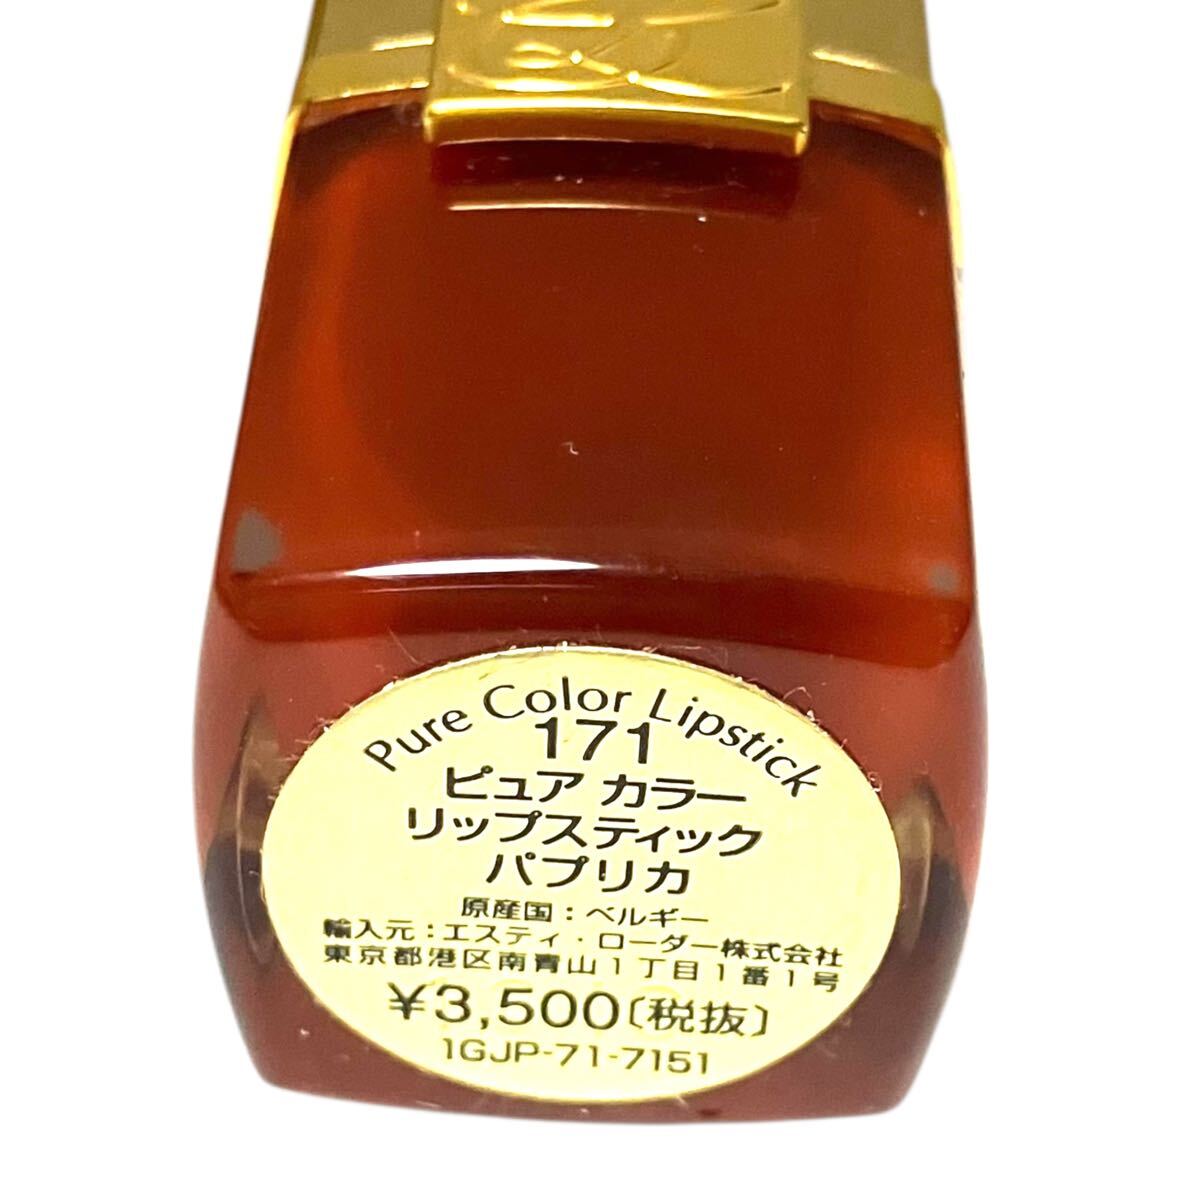 Pure Color Lipstick
171
ピュア カラー
リップスティック
パプリカ
原産国：ベルギー
輸入元：エスティ・ローダー株式会社
東京都港区南青山1丁目1番1号
¥3,500〔税抜〕
1GJP-71-7151